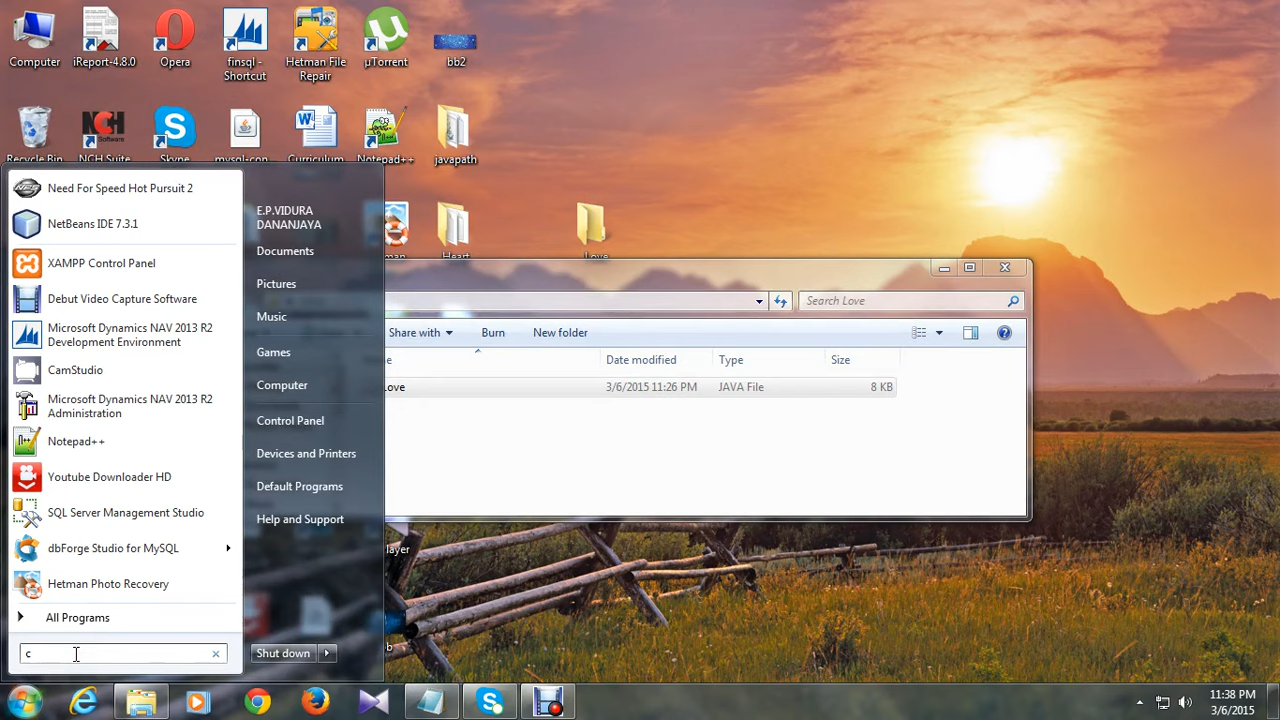 Computer
iReport-4.8.0
Opera
finsql -
Shortcut
Hetman File
Repair
µTorrent
bb2
Recycle Bin
NCH Suite
Skype
mysql-con...
Curriculum
Notepad++
javapath
Heart
Love
Need For Speed Hot Pursuit 2
NetBeans IDE 7.3.1
XAMPP Control Panel
Debut Video Capture Software
Microsoft Dynamics NAV 2013 R2
Development Environment
CamStudio
Microsoft Dynamics NAV 2013 R2
Administration
Notepad++
Youtube Downloader HD
SQL Server Management Studio
dbForge Studio for MySQL
Hetman Photo Recovery
All Programs
c
E.P.VIDURA
DANANJAYA
Documents
Pictures
Music
Games
Computer
Control Panel
Devices and Printers
Default Programs
Help and Support
Shut down
Search Love
Share with
Burn
New folder
Date modified
Type
Size
Love
3/6/2015 11:26 PM
JAVA File
8 KB
11:38 PM
3/6/2015